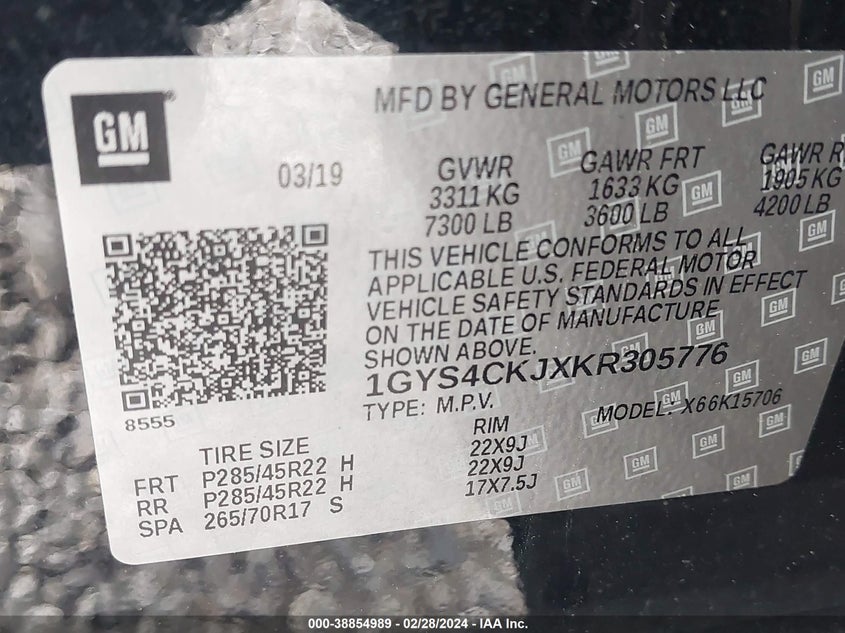 GM
MFD BY GENERAL MOTORS LLC
03/19
GVWR GAWR FRT GAWR R
3311 KG 1633 KG 1905 KG
7300 LB 3600 LB 4200 LB
THIS VEHICLE CONFORMS TO ALL
APPLICABLE U.S. FEDERAL MOTOR
VEHICLE SAFETY STANDARDS IN EFFECT
ON THE DATE OF MANUFACTURE
SHOWN ABOVE.
1GYS4CKJXKR305776
TYPE: M.P.V. MODEL: X66K15706
8555
TIRE SIZE RIM
FRT P285/45R22 H 22X9J
RR P285/45R22 H 22X9J
SPA 265/70R17 S 17X7.5J
000-38854989 | 02/28/2024 - IAA Inc.